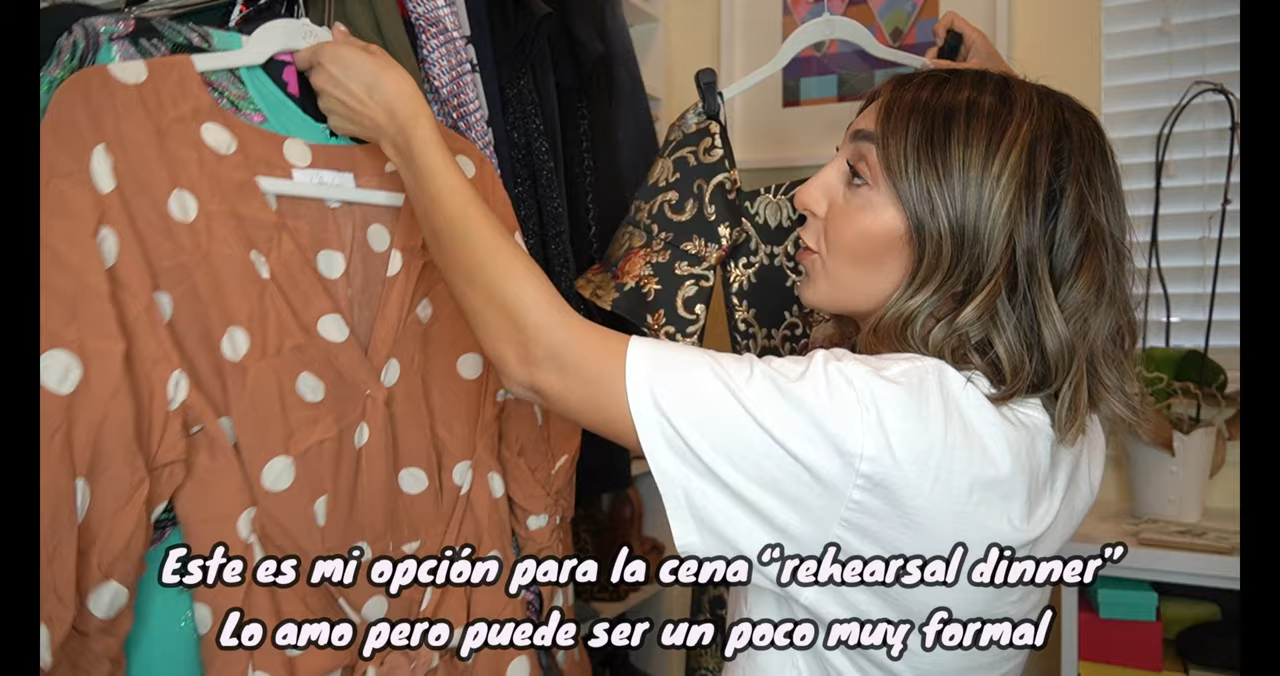 Este es mi opción para la cena “rehearsal dinner”
Lo amo pero puede ser un poco muy formal